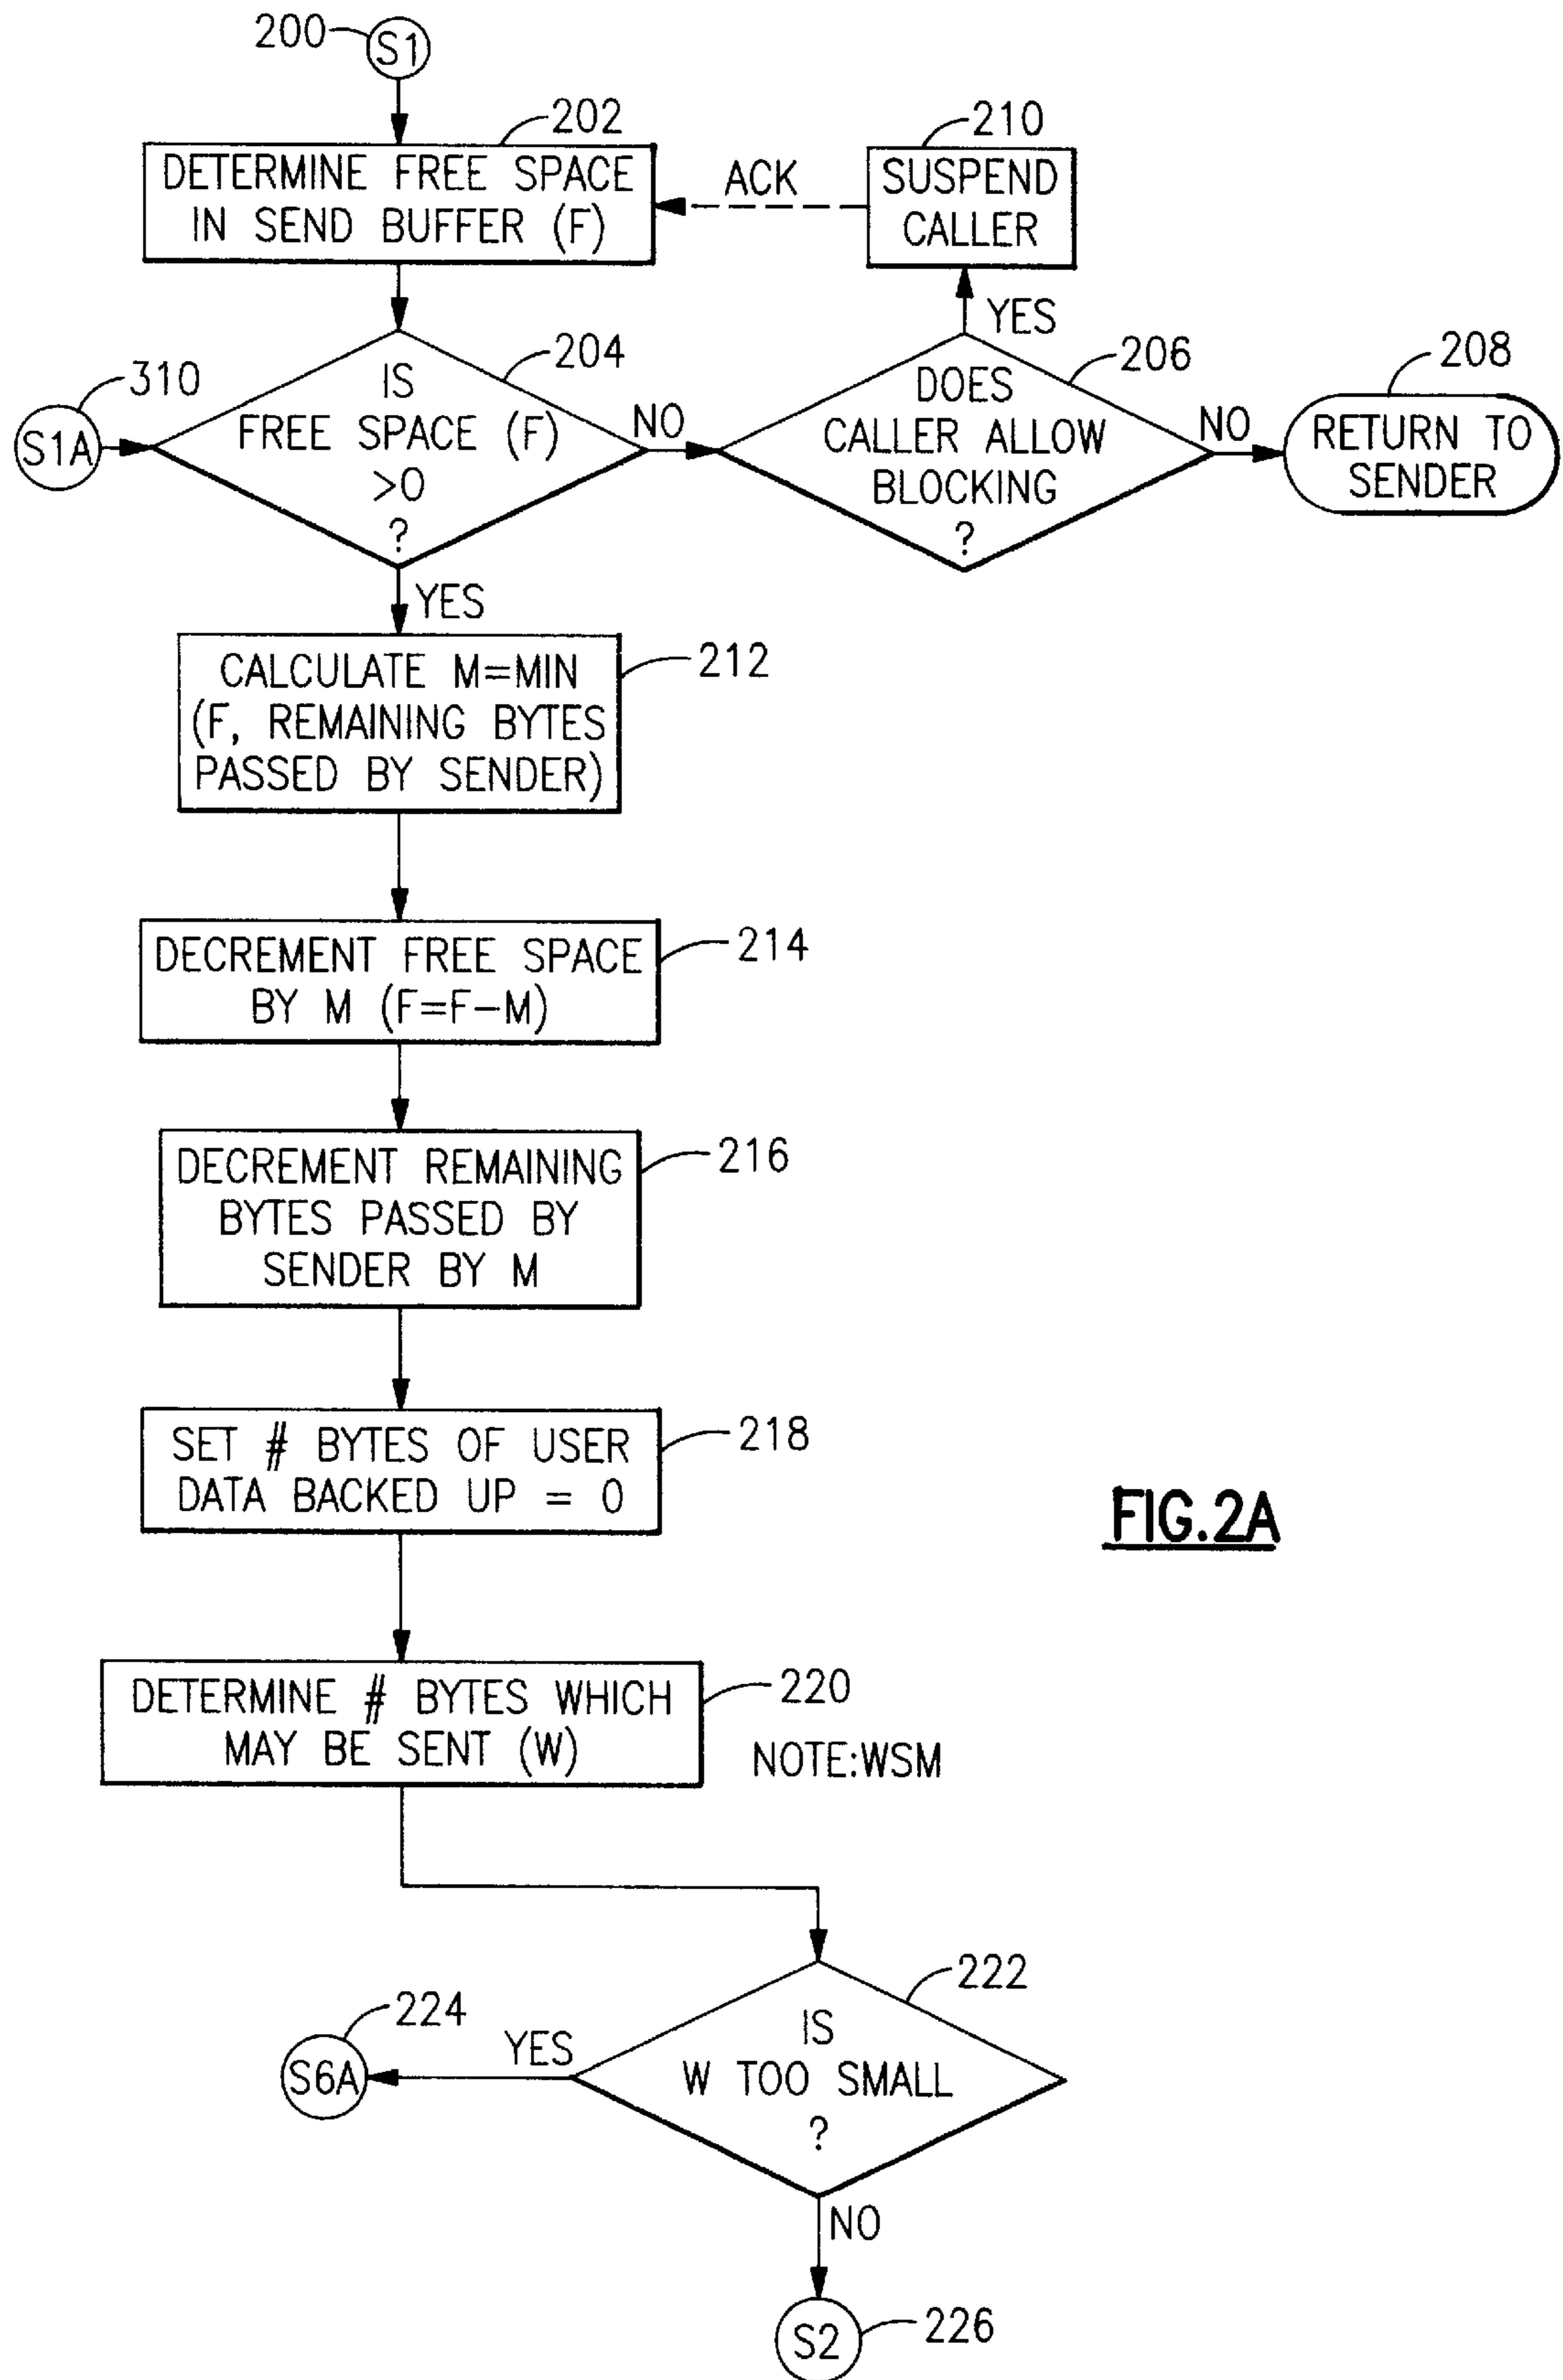 200
S1
202
DETERMINE FREE SPACE
IN SEND BUFFER (F)
ACK
210
SUSPEND
CALLER
YES
310
S1A
204
IS
FREE SPACE (F)
>0
?
NO
206
DOES
CALLER ALLOW
BLOCKING
?
NO
208
RETURN TO
SENDER
YES
212
CALCULATE M=MIN
(F, REMAINING BYTES
PASSED BY SENDER)
214
DECREMENT FREE SPACE
BY M (F=F-M)
216
DECREMENT REMAINING
BYTES PASSED BY
SENDER BY M
218
SET # BYTES OF USER
DATA BACKED UP = 0
FIG.2A
220
DETERMINE # BYTES WHICH
MAY BE SENT (W)
NOTE:WSM
222
IS
W TOO SMALL
?
YES
224
S6A
NO
S2
226